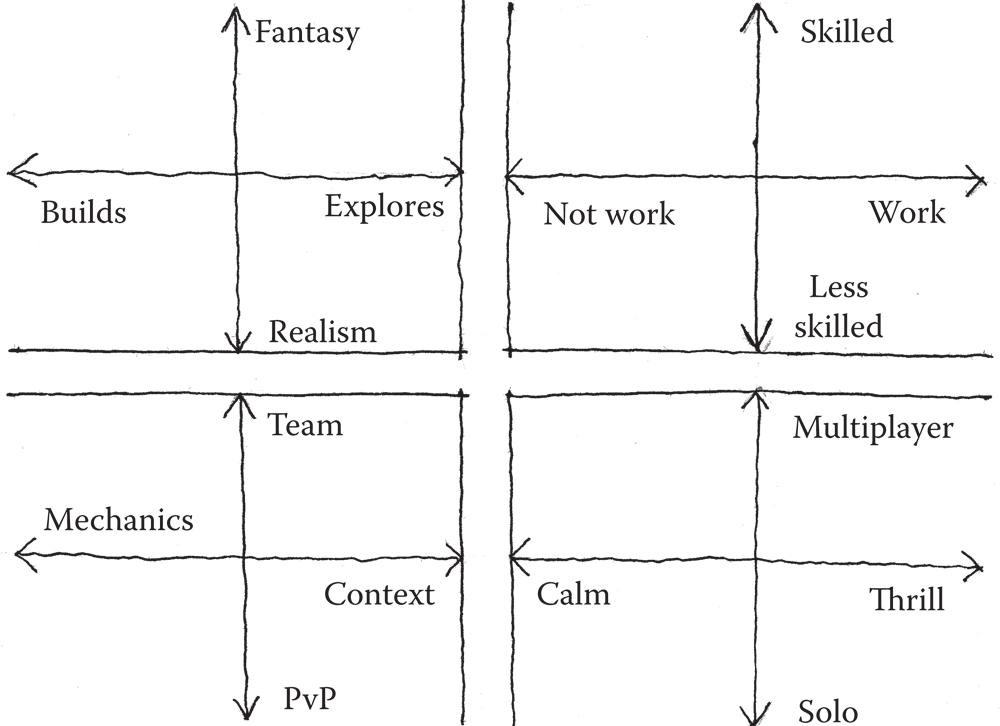 Fantasy
Builds
Explores
Realism
Skilled
Not work
Work
Less
skilled
Team
Mechanics
Context
PvP
Multiplayer
Calm
Thrill
Solo